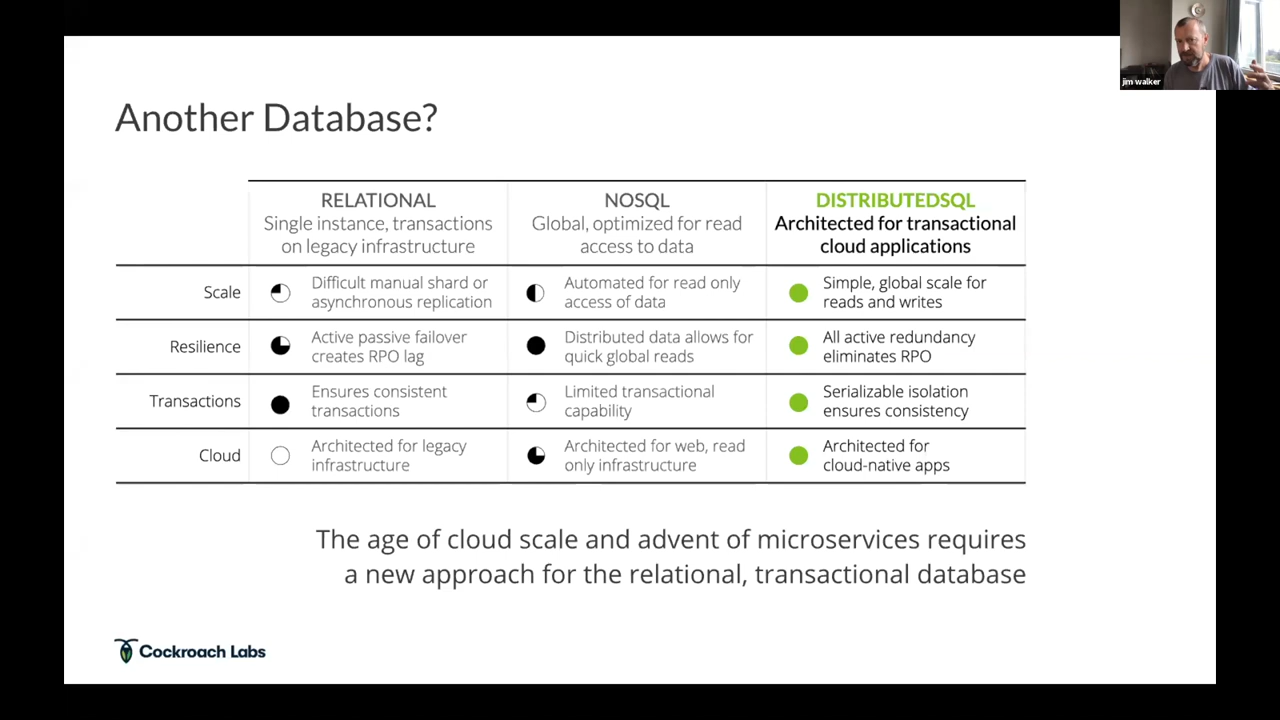 jim walker
Another Database?
RELATIONAL
Single instance, transactions
on legacy infrastructure
NOSQL
Global, optimized for read
access to data
DISTRIBUTEDSQL
Architected for transactional
cloud applications
Scale
Difficult manual shard or
asynchronous replication
Automated for read only
access of data
Simple, global scale for
reads and writes
Resilience
Active passive failover
creates RPO lag
Distributed data allows for
quick global reads
All active redundancy
eliminates RPO
Transactions
Ensures consistent
transactions
Limited transactional
capability
Serializable isolation
ensures consistency
Cloud
Architected for legacy
infrastructure
Architected for web, read
only infrastructure
Architected for
cloud-native apps
The age of cloud scale and advent of microservices requires
a new approach for the relational, transactional database
Cockroach Labs